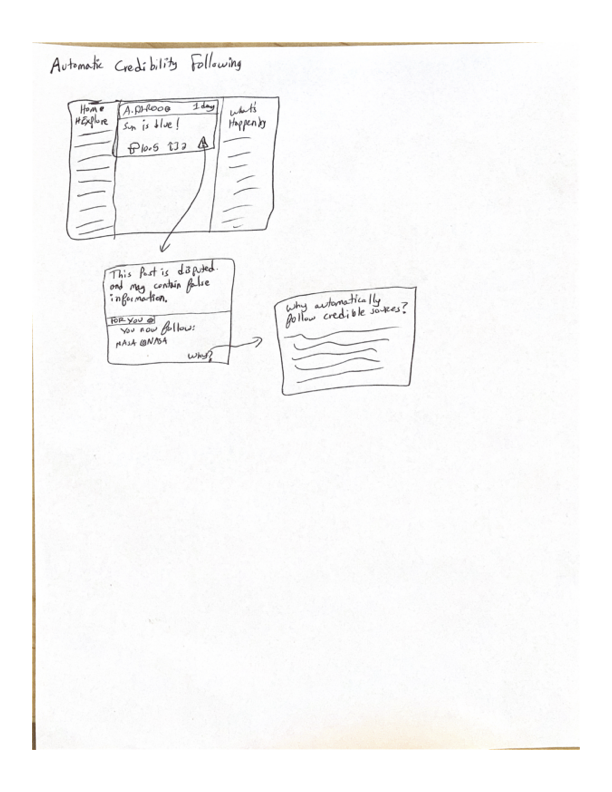 Automatic Credibility Following
Home
#Explore
1 day
Sun is blue!
What's
Happening
This Post is disputed
and may contain false
information.
FOR YOU
You now follow:
NASA @NASA
Why?
Why automatically
follow credible sources?